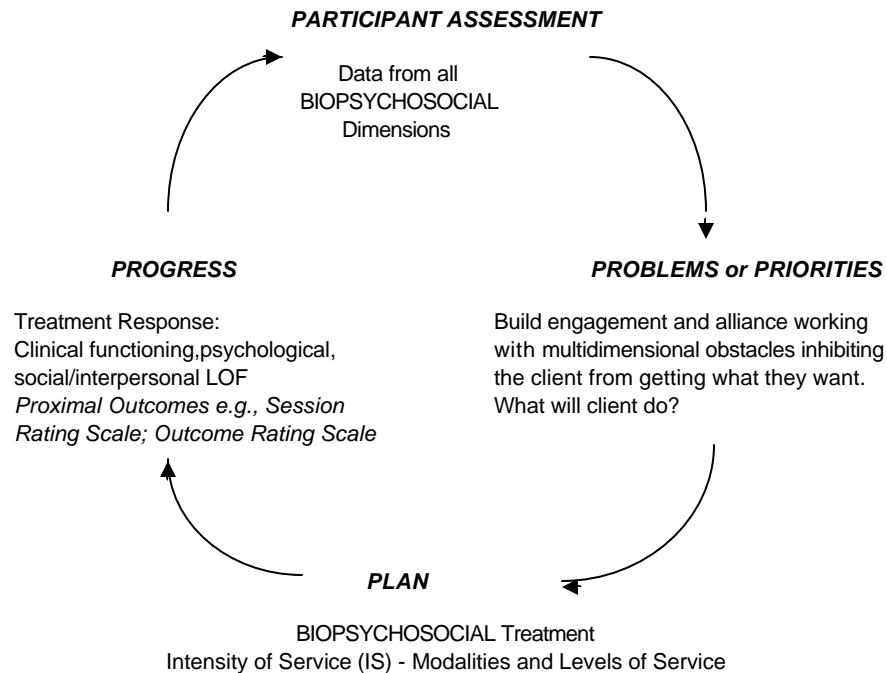 PARTICIPANT ASSESSMENT
Data from all
BIOPSYCHOSOCIAL
Dimensions
PROGRESS
Treatment Response:
Clinical functioning,psychological,
social/interpersonal LOF
Proximal Outcomes e.g., Session
Rating Scale; Outcome Rating Scale
PROBLEMS or PRIORITIES
Build engagement and alliance working
with multidimensional obstacles inhibiting
the client from getting what they want.
What will client do?
PLAN
BIOPSYCHOSOCIAL Treatment
Intensity of Service (IS) - Modalities and Levels of Service